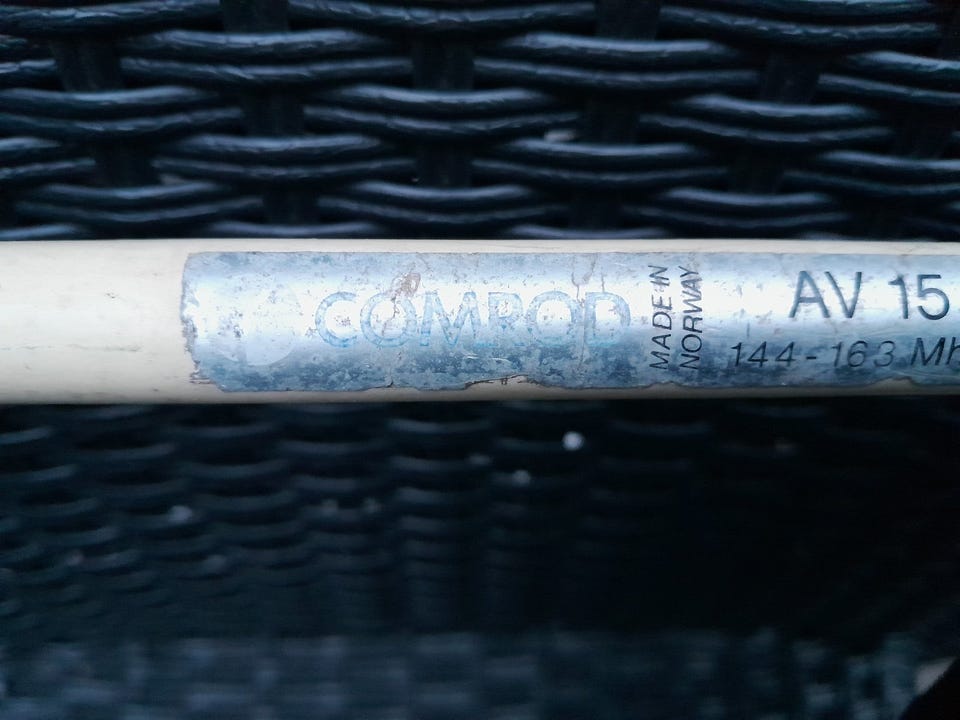 COMROD
MADE IN
NORWAY
AV 15
144-163 Mh